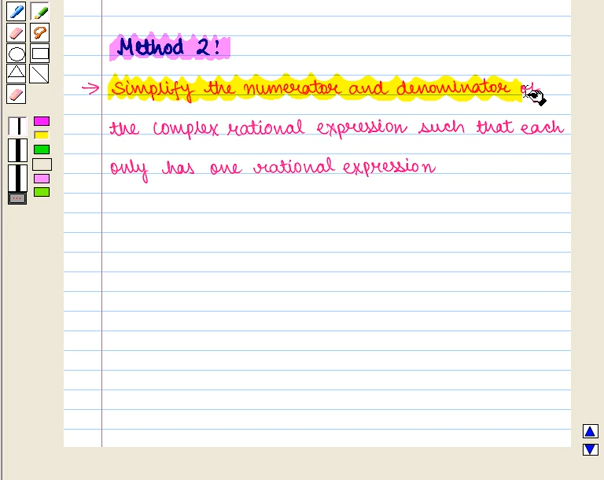 Method 2!
→ Simplify the numerator and denominator of
the complex rational expression such that each
only has one rational expression